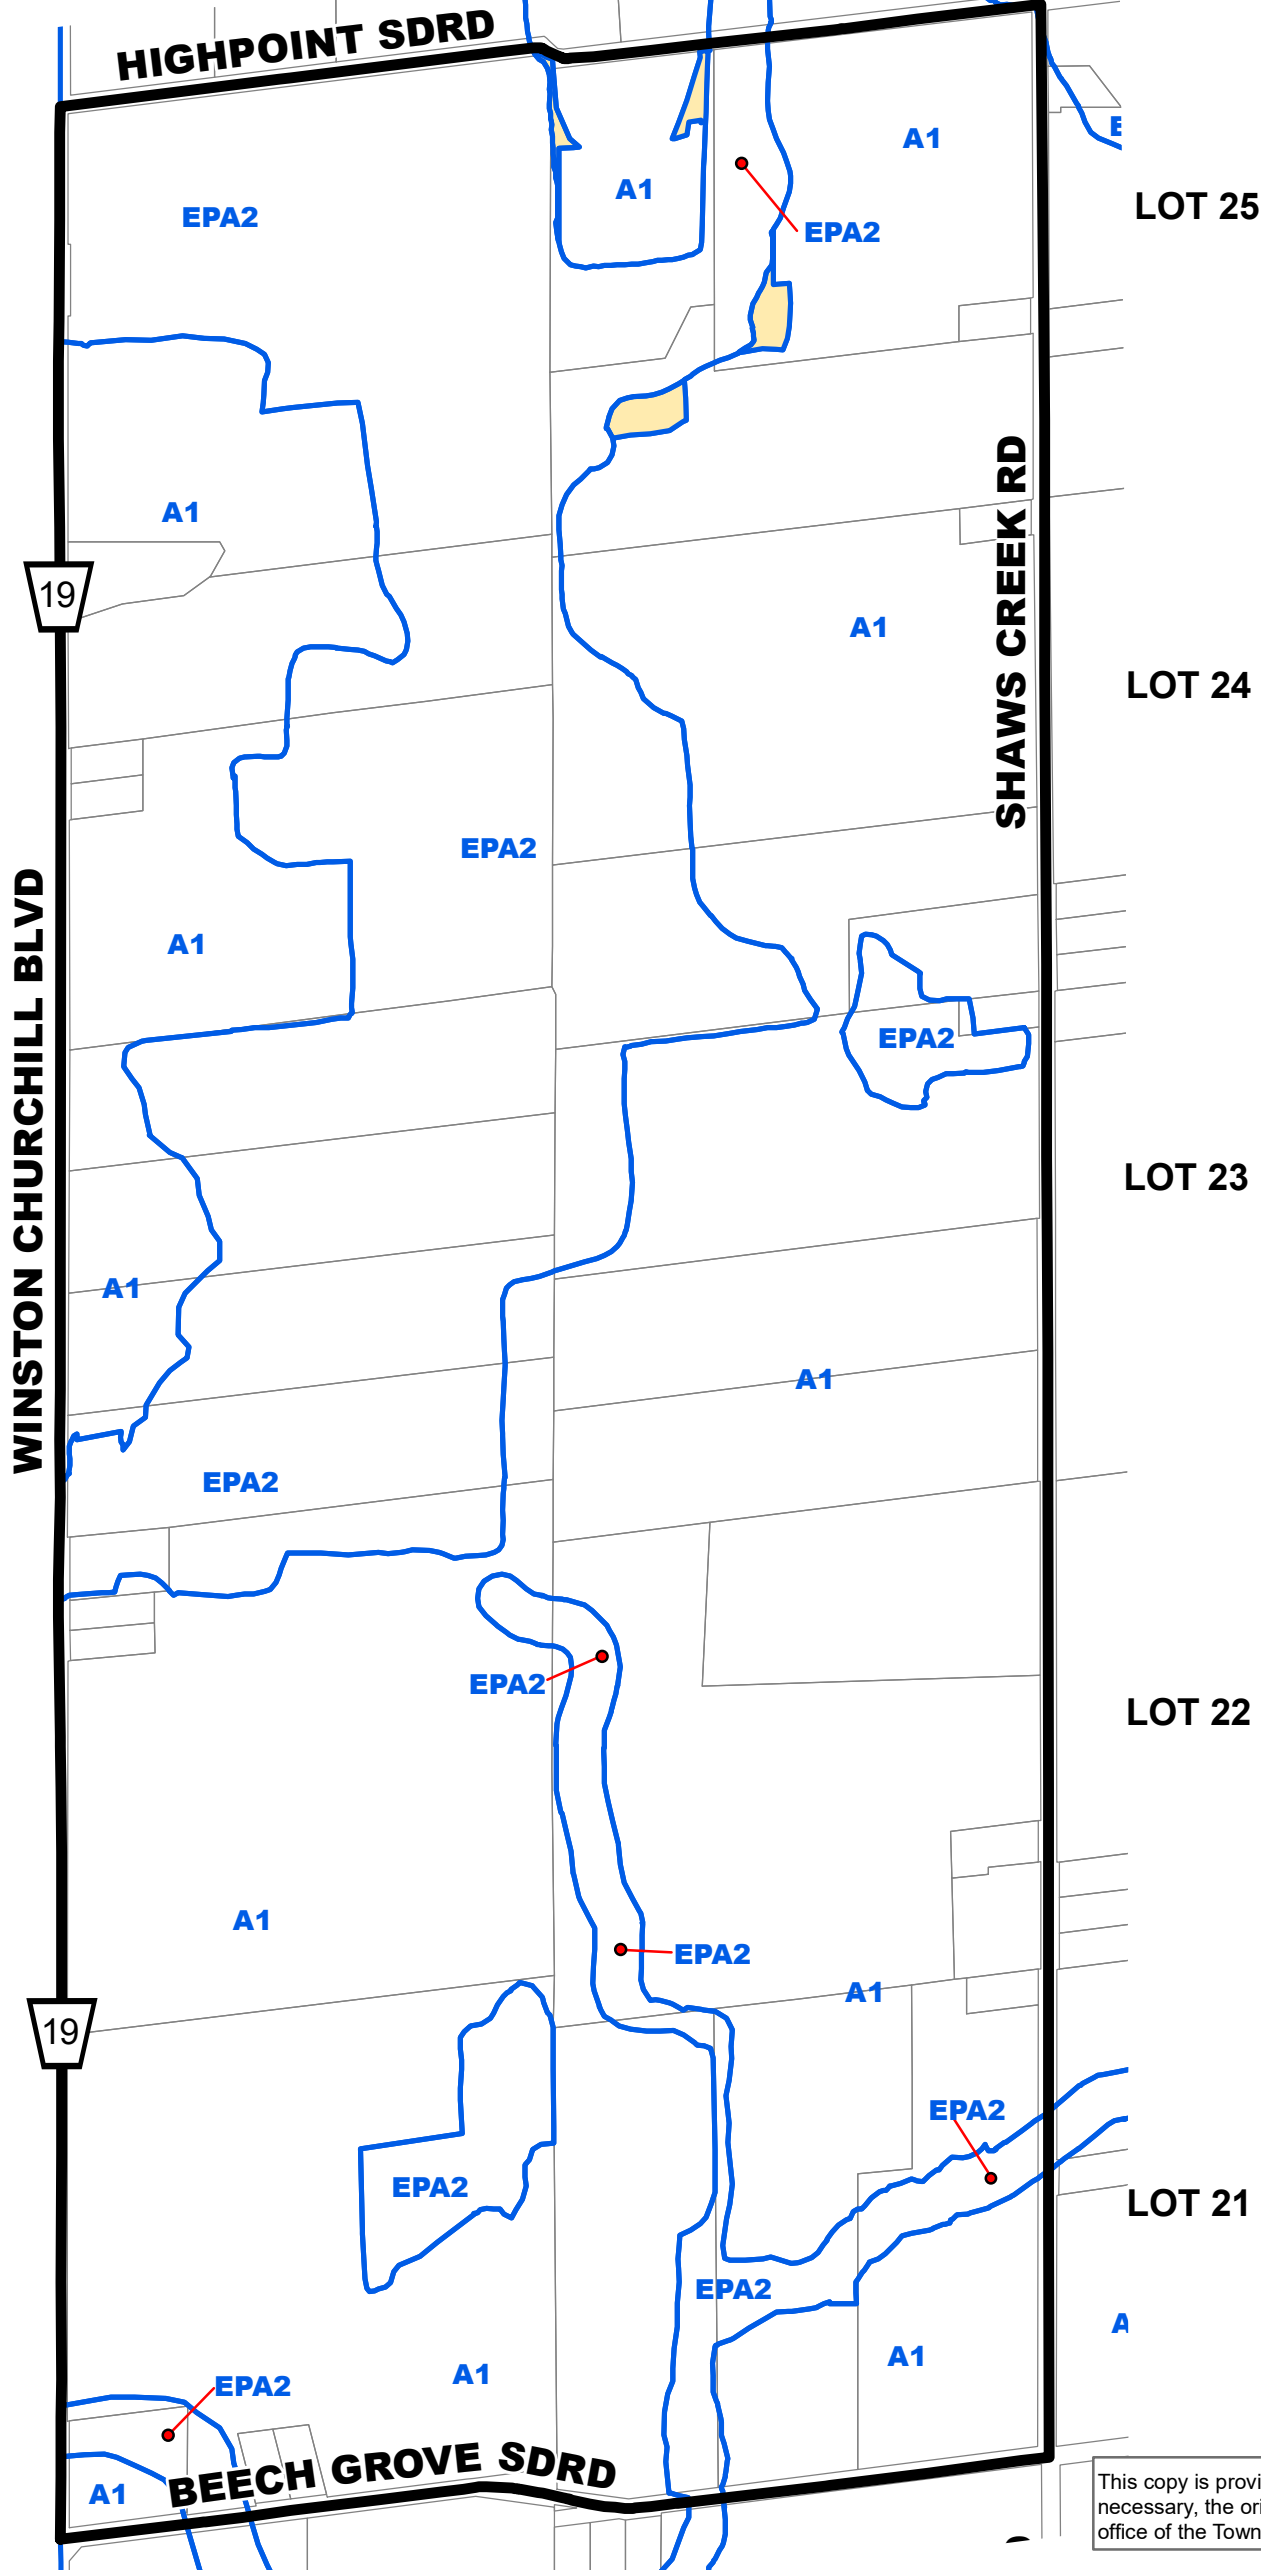 HIGHPOINT SDRD
A1
E
EPA2
A1
LOT 25
EPA2
A1
SHAWS CREEK RD
19
A1
LOT 24
EPA2
WINSTON CHURCHILL BLVD
A1
EPA2
LOT 23
A1
A1
EPA2
EPA2
LOT 22
A1
EPA2
A1
19
EPA2
EPA2
LOT 21
EPA2
A
A1
A1
EPA2
BEECH GROVE SDRD
A1
This copy is provi
necessary, the ori
office of the Town